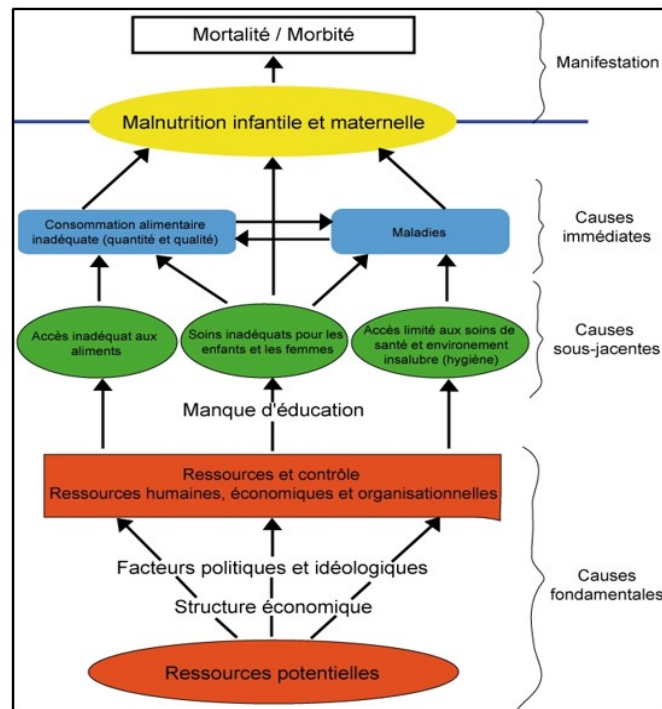 Mortalité / Morbité
Manifestation
Malnutrition infantile et maternelle
Consommation alimentaire
inadéquate (quantité et qualité)
Maladies
Causes
immédiates
Accès inadéquat aux
aliments
Soins inadéquats pour les
enfants et les femmes
Accès limité aux soins de
santé et environement
insalubre (hygiène)
Causes
sous-jacentes
Manque d'éducation
Ressources et contrôle
Ressources humaines, économiques et organisationnelles
Facteurs politiques et idéologiques
Structure économique
Causes
fondamentales
Ressources potentielles